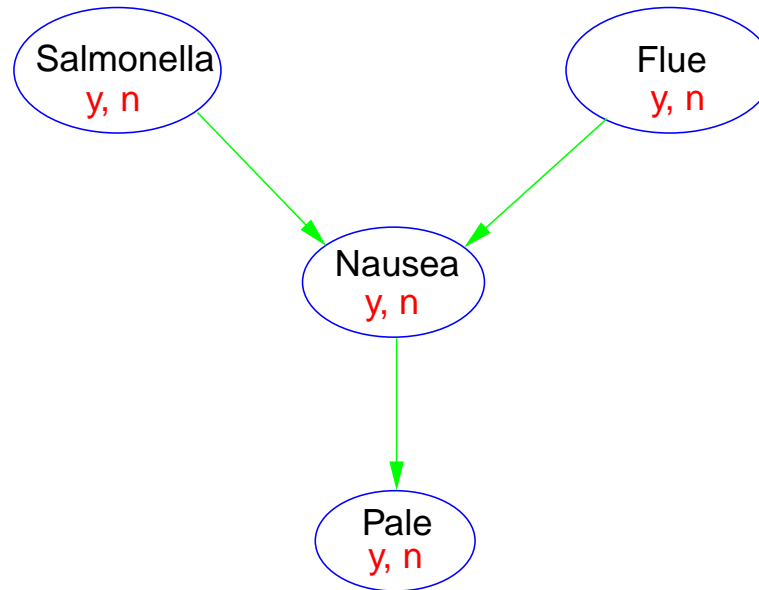 Salmonella
y, n
Flue
y, n
Nausea
y, n
Pale
y, n